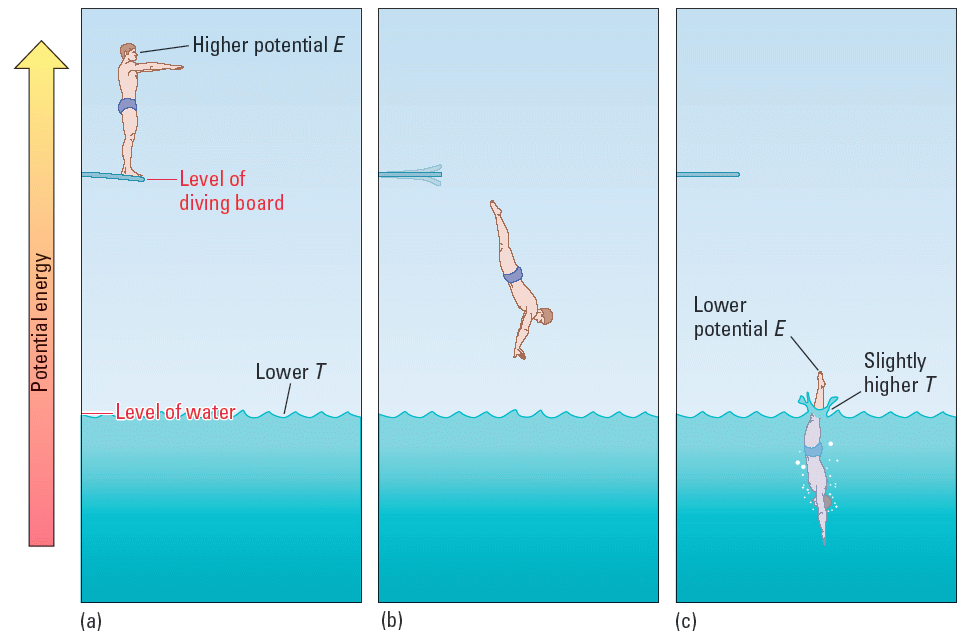 Higher potential E
Level of
diving board
Potential energy
Lower T
Level of water
Lower
potential E
Slightly
higher T
(a)
(b)
(c)